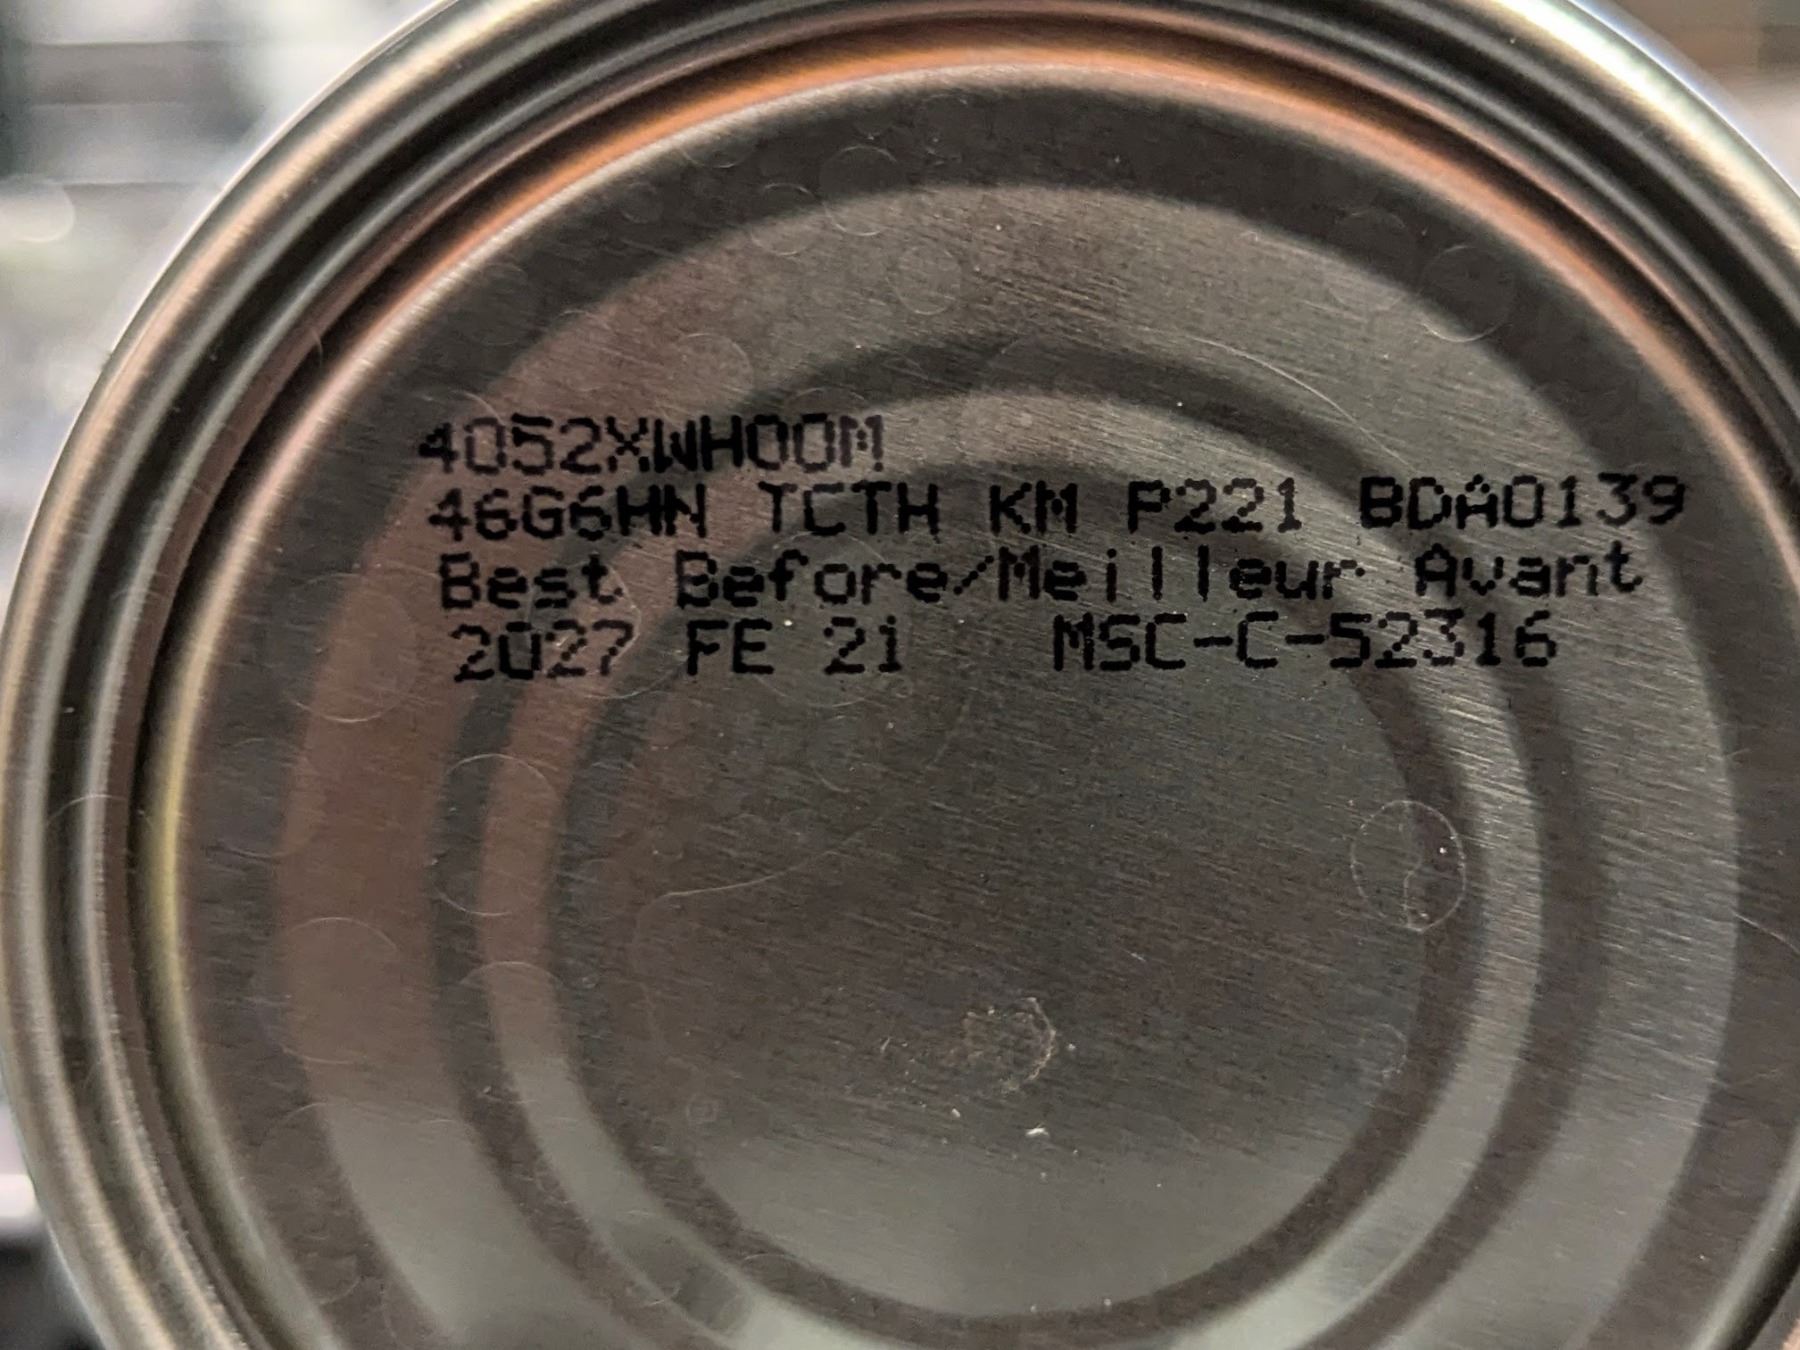 4052XWH00M
46G6HN TCTH KM P221 BDA0139
Best Before/Meilleur Avant
2027 FE 21 MSC-C-52316